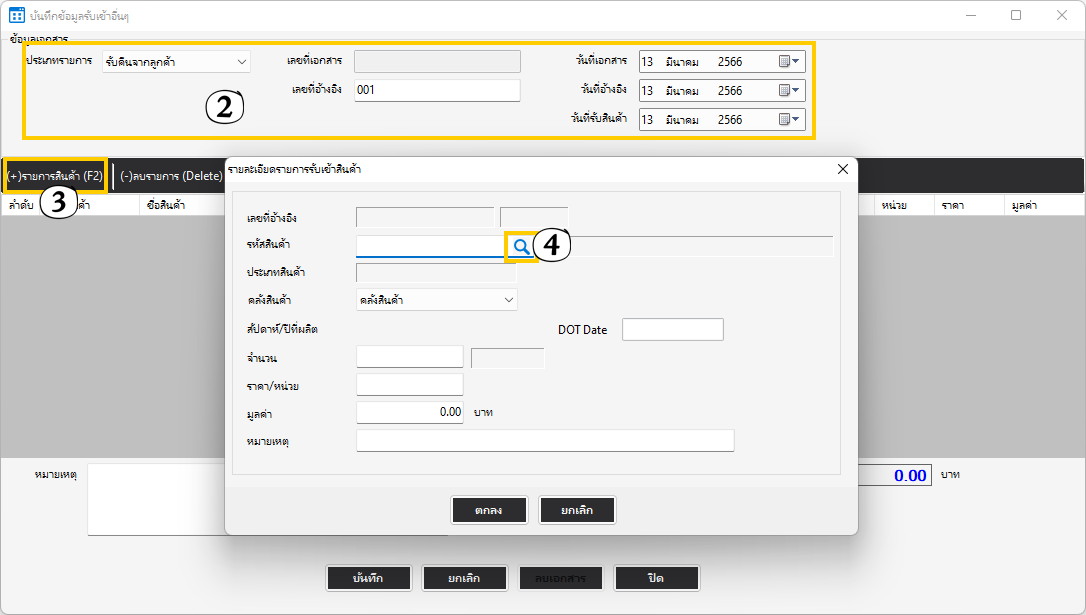 บันทึกข้อมูลรับเข้าอื่นๆ
ข้อมูลเอกสาร
ประเภทรายการ รับคืนจากลูกค้า เลขที่เอกสาร วันที่เอกสาร 13 มีนาคม 2566
เลขที่อ้างอิง 001 วันที่อ้างอิง 13 มีนาคม 2566
2
วันที่รับสินค้า 13 มีนาคม 2566
(+)รายการสินค้า (F2) (-)ลบรายการ (Delete)
3
ลำดับ ค้า ชื่อสินค้า หน่วย ราคา มูลค่า
รายละเอียดรายการรับเข้าสินค้า
เลขที่อ้างอิง
รหัสสินค้า 4
ประเภทสินค้า
คลังสินค้า คลังสินค้า
สัปดาห์/ปีที่ผลิต DOT Date
จำนวน
ราคา/หน่วย
มูลค่า 0.00 บาท
หมายเหตุ
ตกลง ยกเลิก
หมายเหตุ 0.00 บาท
บันทึก ยกเลิก ลบเอกสาร ปิด